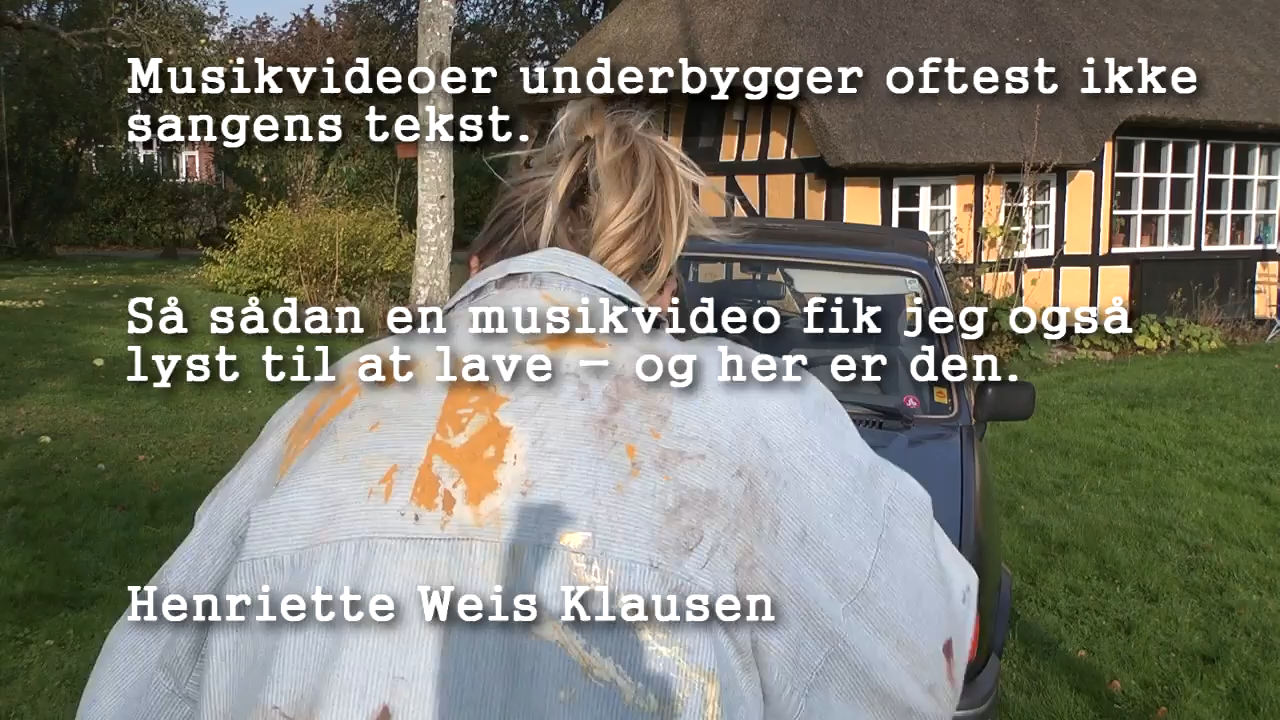 Musikvideoer underbygger oftest ikke
sangens tekst.
Så sådan en musikvideo fik jeg også
lyst til at lave – og her er den.
Henriette Weis Klausen